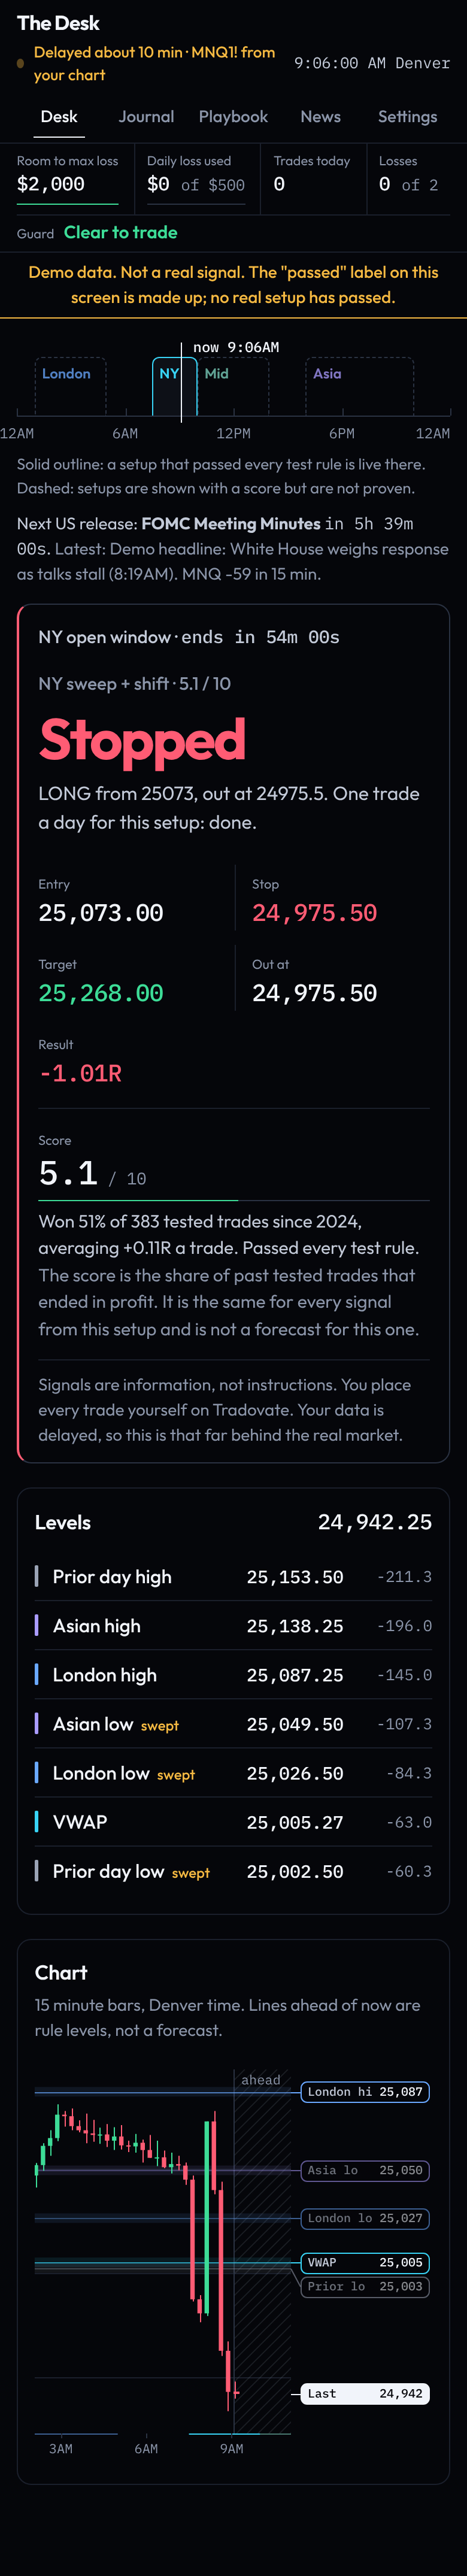 The Desk
Delayed about 10 min · MNQ1! from
your chart
9:06:00 AM Denver
Desk Journal Playbook News Settings
Room to max loss Daily loss used Trades today Losses
$2,000 $0 of $500 0 0 of 2
Guard Clear to trade
Demo data. Not a real signal. The "passed" label on this
screen is made up; no real setup has passed.
now 9:06AM
London NY Mid Asia
12AM 6AM 12PM 6PM 12AM
Solid outline: a setup that passed every test rule is live there.
Dashed: setups are shown with a score but are not proven.
Next US release: FOMC Meeting Minutes in 5h 39m
00s. Latest: Demo headline: White House weighs response
as talks stall (8:19AM). MNQ -59 in 15 min.
NY open window · ends in 54m 00s
NY sweep + shift · 5.1 / 10
Stopped
LONG from 25073, out at 24975.5. One trade
a day for this setup: done.
Entry Stop
25,073.00 24,975.50
Target Out at
25,268.00 24,975.50
Result
-1.01R
Score
5.1 / 10
Won 51% of 383 tested trades since 2024,
averaging +0.11R a trade. Passed every test rule.
The score is the share of past tested trades that
ended in profit. It is the same for every signal
from this setup and is not a forecast for this one.
Signals are information, not instructions. You place
every trade yourself on Tradovate. Your data is
delayed, so this is that far behind the real market.
Levels 24,942.25
Prior day high 25,153.50 -211.3
Asian high 25,138.25 -196.0
London high 25,087.25 -145.0
Asian low swept 25,049.50 -107.3
London low swept 25,026.50 -84.3
VWAP 25,005.27 -63.0
Prior day low swept 25,002.50 -60.3
Chart
15 minute bars, Denver time. Lines ahead of now are
rule levels, not a forecast.
ahead
London hi 25,087
Asia lo 25,050
London lo 25,027
VWAP 25,005
Prior lo 25,003
Last 24,942
3AM 6AM 9AM